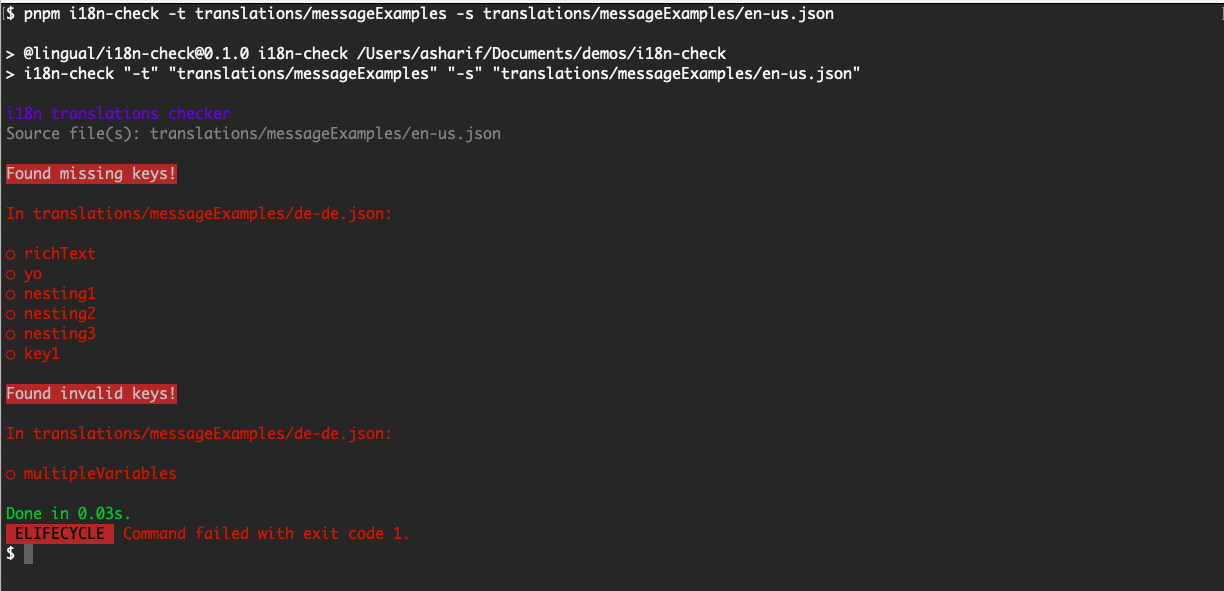 $ pnpm i18n-check -t translations/messageExamples -s translations/messageExamples/en-us.json
> @lingual/i18n-check@0.1.0 i18n-check /Users/asharif/Documents/demos/i18n-check
> i18n-check "-t" "translations/messageExamples" "-s" "translations/messageExamples/en-us.json"
i18n translations checker
Source file(s): translations/messageExamples/en-us.json
Found missing keys!
In translations/messageExamples/de-de.json:
○ richText
○ yo
○ nesting1
○ nesting2
○ nesting3
○ key1
Found invalid keys!
In translations/messageExamples/de-de.json:
○ multipleVariables
Done in 0.03s.
ELIFECYCLE Command failed with exit code 1.
$